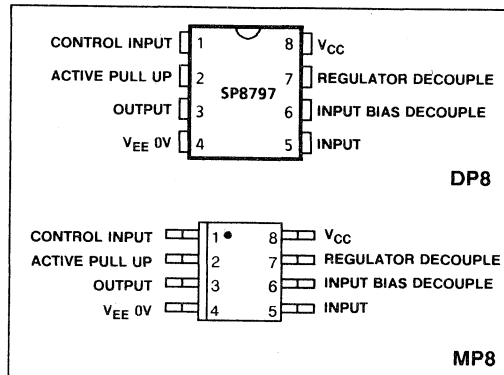 CONTROL INPUT 1 8 VCC
ACTIVE PULL UP 2 7 REGULATOR DECOUPLE
SP8797
OUTPUT 3 6 INPUT BIAS DECOUPLE
VEE 0V 4 5 INPUT
DP8
CONTROL INPUT 1 8 VCC
ACTIVE PULL UP 2 7 REGULATOR DECOUPLE
OUTPUT 3 6 INPUT BIAS DECOUPLE
VEE 0V 4 5 INPUT
MP8